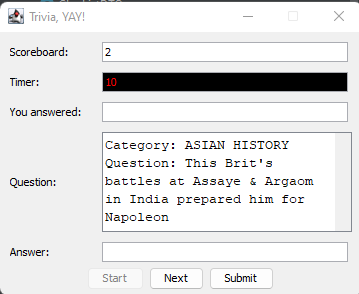 Trivia, YAY!
Scoreboard: 2
Timer: 10
You answered:
Question:
Category: ASIAN HISTORY
Question: This Brit's
battles at Assaye & Argaom
in India prepared him for
Napoleon
Answer:
Start Next Submit